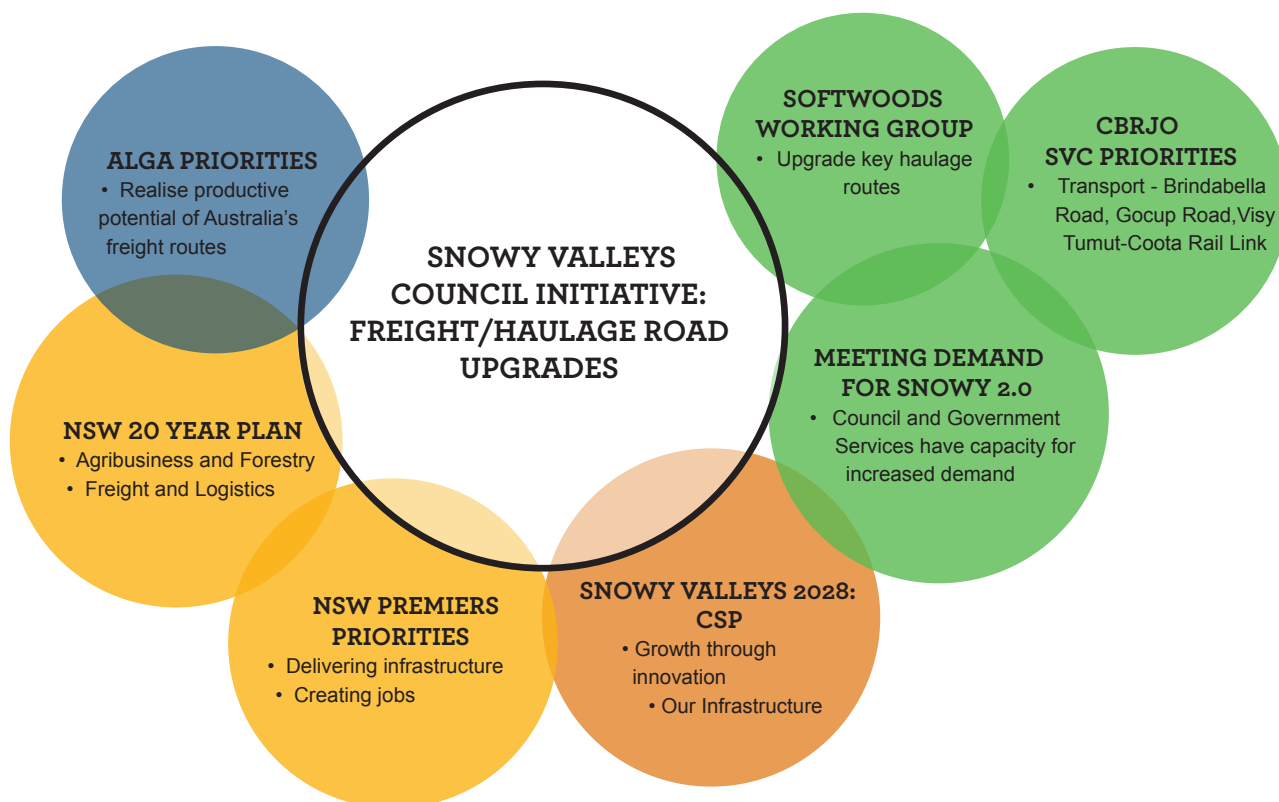 ALGA PRIORITIES
• Realise productive
potential of Australia's
freight routes
NSW 20 YEAR PLAN
• Agribusiness and Forestry
• Freight and Logistics
NSW PREMIERS
PRIORITIES
• Delivering infrastructure
• Creating jobs
SNOWY VALLEYS
COUNCIL INITIATIVE:
FREIGHT/HAULAGE ROAD
UPGRADES
SNOWY VALLEYS 2028:
CSP
• Growth through
innovation
• Our Infrastructure
SOFTWOODS
WORKING GROUP
• Upgrade key haulage
routes
CBRJO
SVC PRIORITIES
• Transport - Brindabella
Road, Gocup Road,Visy
Tumut-Coota Rail Link
MEETING DEMAND
FOR SNOWY 2.0
• Council and Government
Services have capacity for
increased demand